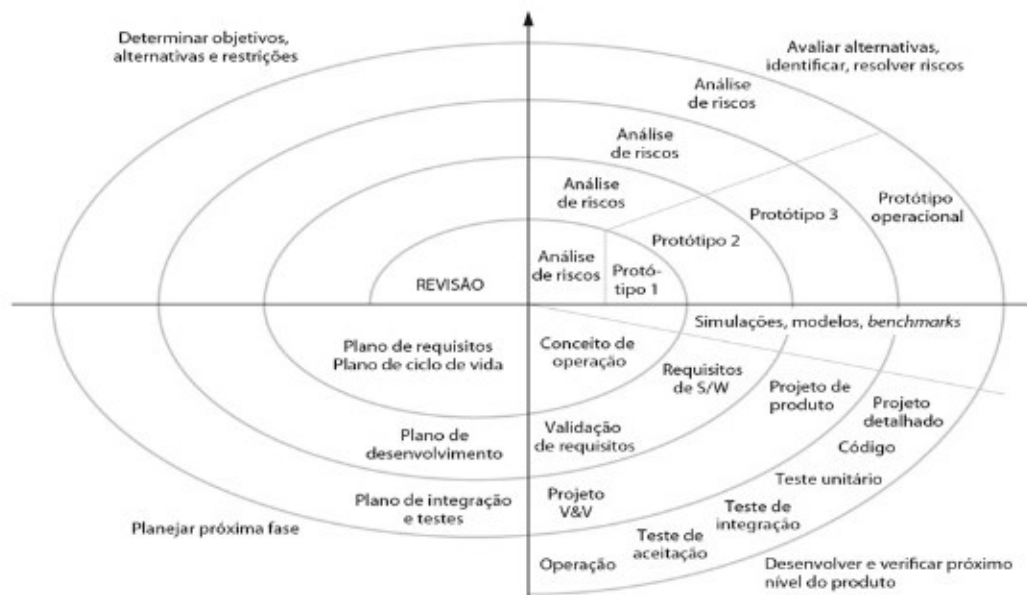 Determinar objetivos,
alternativas e restrições
Avaliar alternativas,
identificar, resolver riscos
Análise
de riscos
Análise
de riscos
Análise
de riscos
Protótipo
operacional
Protótipo 3
Protótipo 2
Análise
de riscos
Protó-
tipo 1
REVISÃO
Simulações, modelos, benchmarks
Plano de requisitos
Plano de ciclo de vida
Conceito de
operação
Requisitos
de S/W
Projeto de
produto
Projeto
detalhado
Plano de
desenvolvimento
Validação
de requisitos
Código
Teste unitário
Plano de integração
e testes
Projeto
V&V
Teste de
integração
Planejar próxima fase
Teste de
aceitação
Operação
Desenvolver e verificar próximo
nível do produto